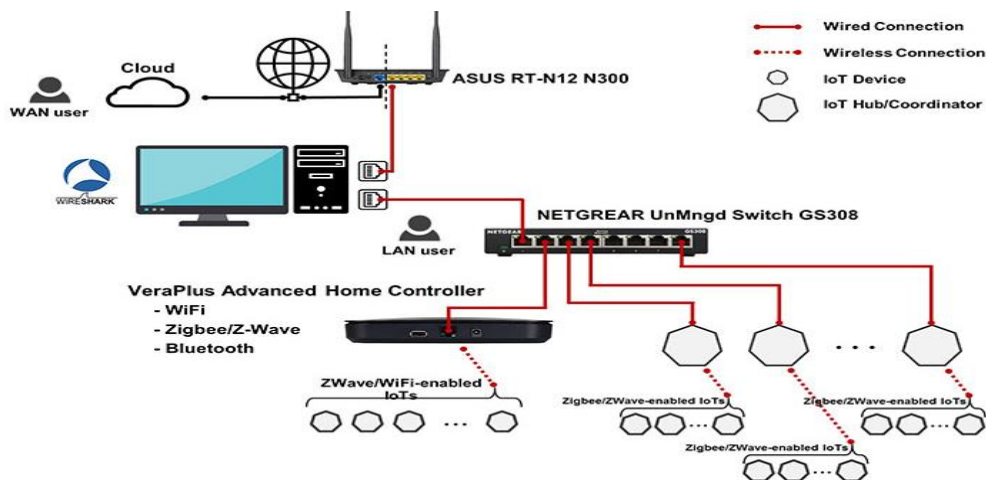 Wired Connection
Wireless Connection
IoT Device
IoT Hub/Coordinator
Cloud
WAN user
ASUS RT-N12 N300
WIRESHARK
LAN user
NETGREAR UnMngd Switch GS308
NETGEAR
GS308
VeraPlus Advanced Home Controller
- WiFi
- Zigbee/Z-Wave
- Bluetooth
ZWave/WiFi-enabled
IoTs
Zigbee/ZWave-enabled IoTs
Zigbee/ZWave-enabled IoTs
Zigbee/ZWave-enabled IoTs